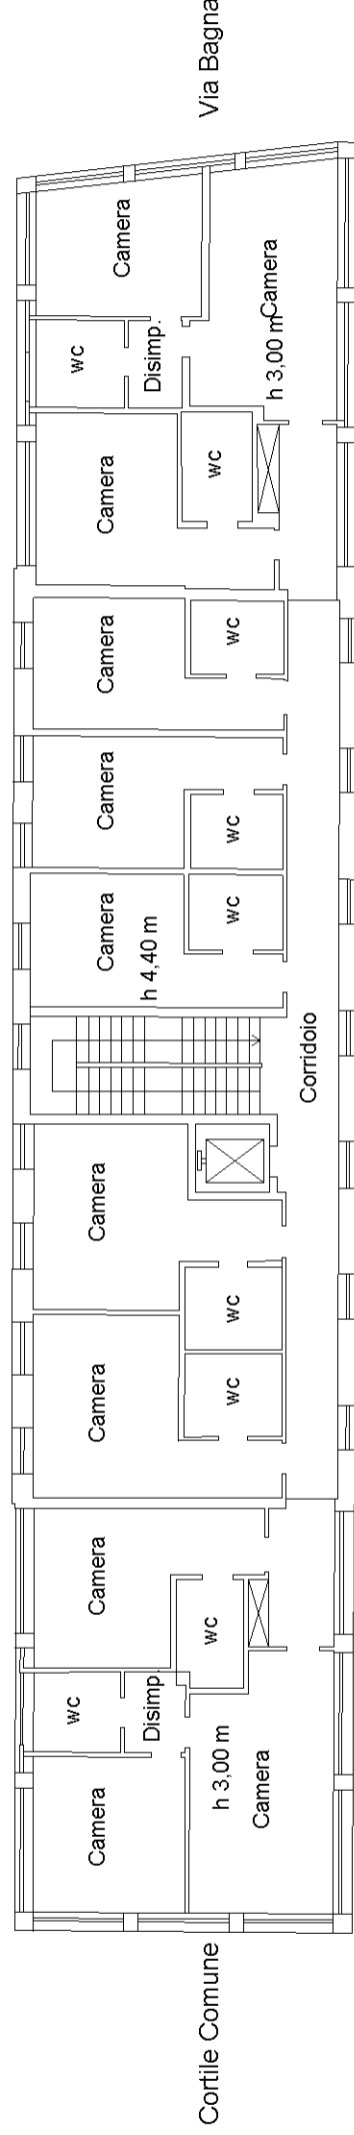 Via Bagna
Camera
Camera
h 3,00 m
wc
Disimp.
Camera
wc
Camera
wc
Camera
wc
Camera
h 4,40 m
wc
Corridoio
Camera
wc
Camera
wc
Camera
wc
wc
Disimp.
Camera
h 3,00 m
Camera
Cortile Comune